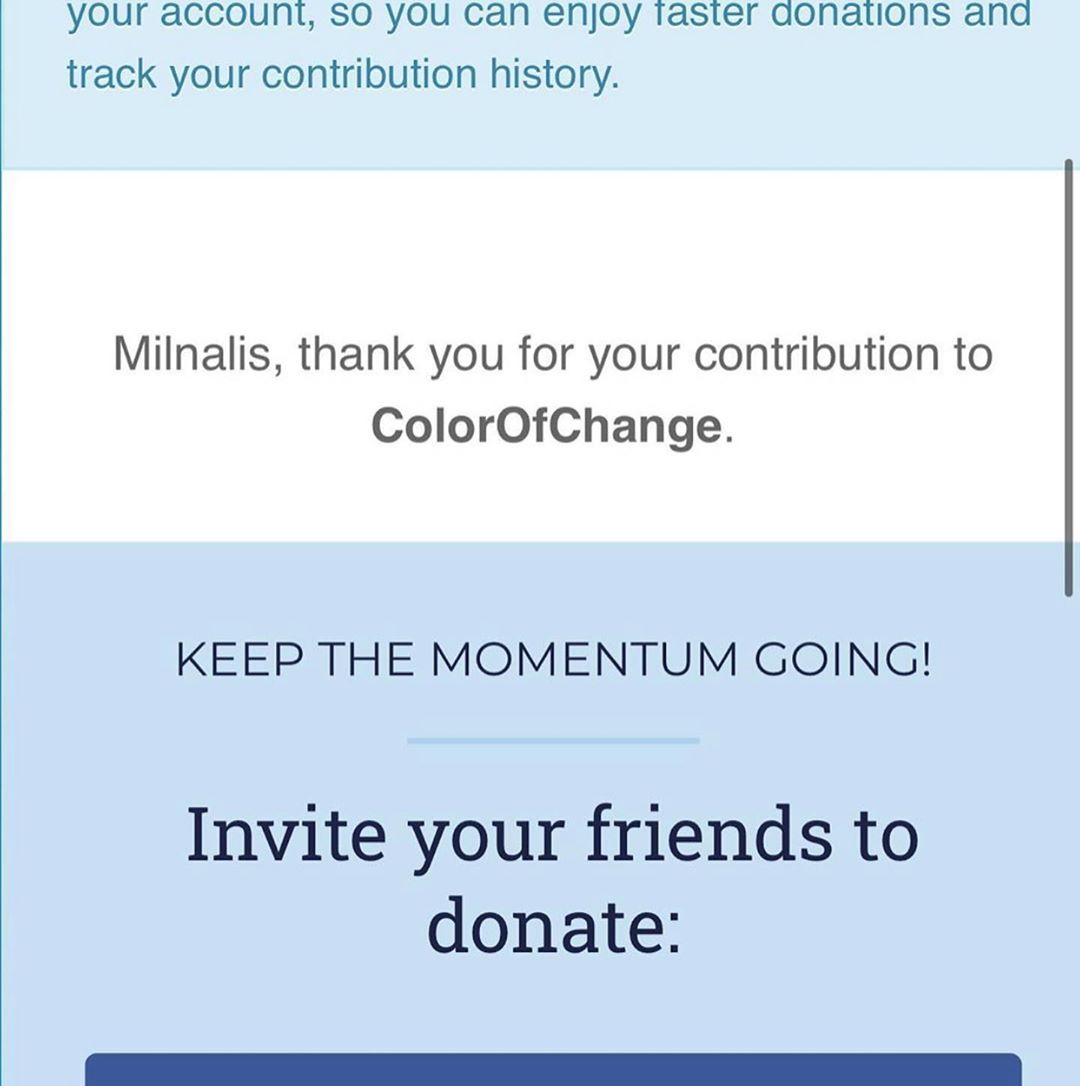 your account, so you can enjoy faster donations and
track your contribution history.
Milnalis, thank you for your contribution to
ColorOfChange.
KEEP THE MOMENTUM GOING!
Invite your friends to
donate: